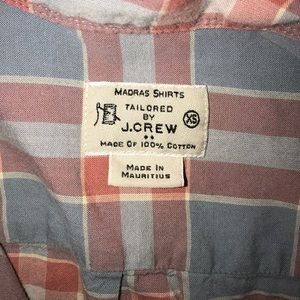 MADRAS SHIRTS
TAILORED
BY
XS
J.CREW
MADE OF 100% COTTON
MADE IN
MAURITIUS